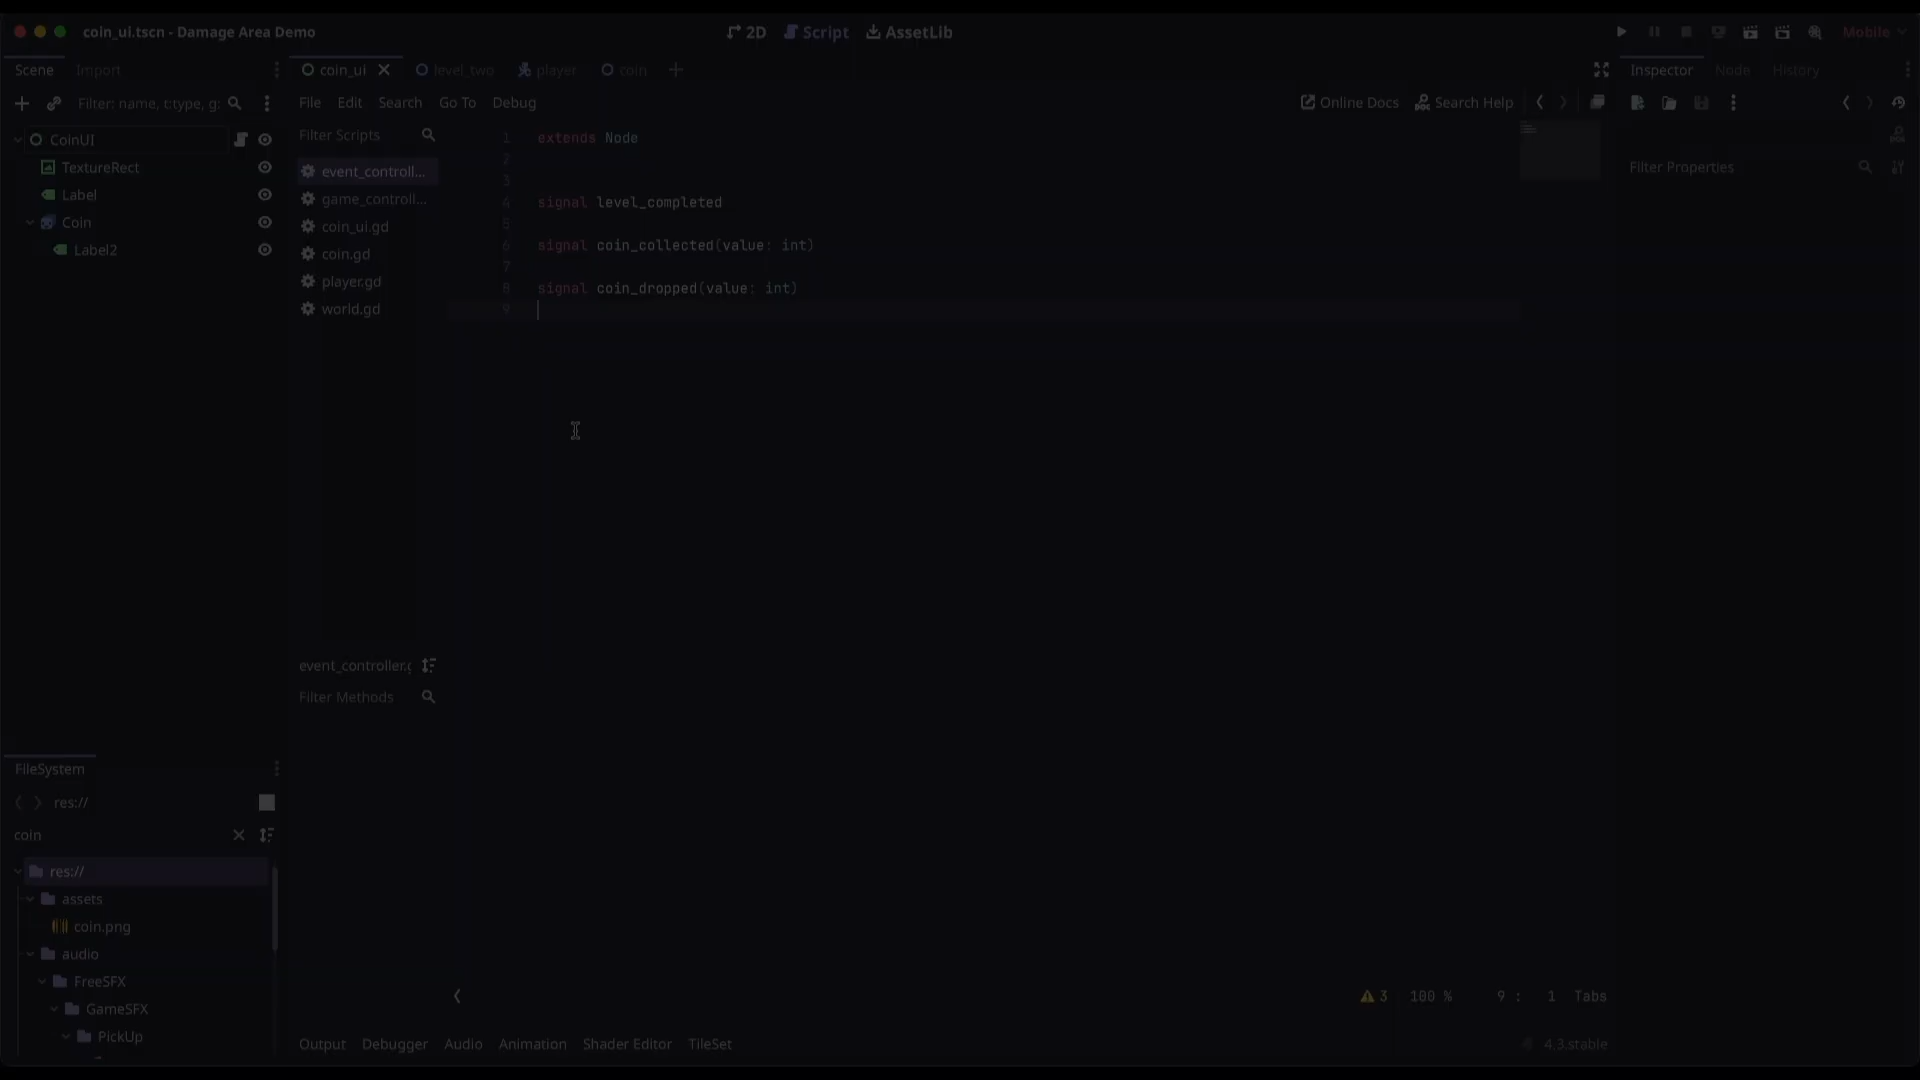 coin_ui.tscn - Damage Area Demo
2D
Script
AssetLib
Mobile
Scene
Import
coin_ui
level_two
player
coin
Inspector
Node
History
Filter: name, t:type, g:
File
Edit
Search
Go To
Debug
Online Docs
Search Help
CoinUI
TextureRect
Label
Coin
Label2
Filter Scripts
event_controll...
game_controll...
coin_ui.gd
coin.gd
player.gd
world.gd
1 extends Node
2
3
4 signal level_completed
5
6 signal coin_collected(value: int)
7
8 signal coin_dropped(value: int)
9
Filter Properties
event_controller.g
Filter Methods
FileSystem
res://
coin
res://
assets
coin.png
audio
FreeSFX
GameSFX
PickUp
3
100 %
9 : 1
Tabs
Output
Debugger
Audio
Animation
Shader Editor
TileSet
4.3.stable